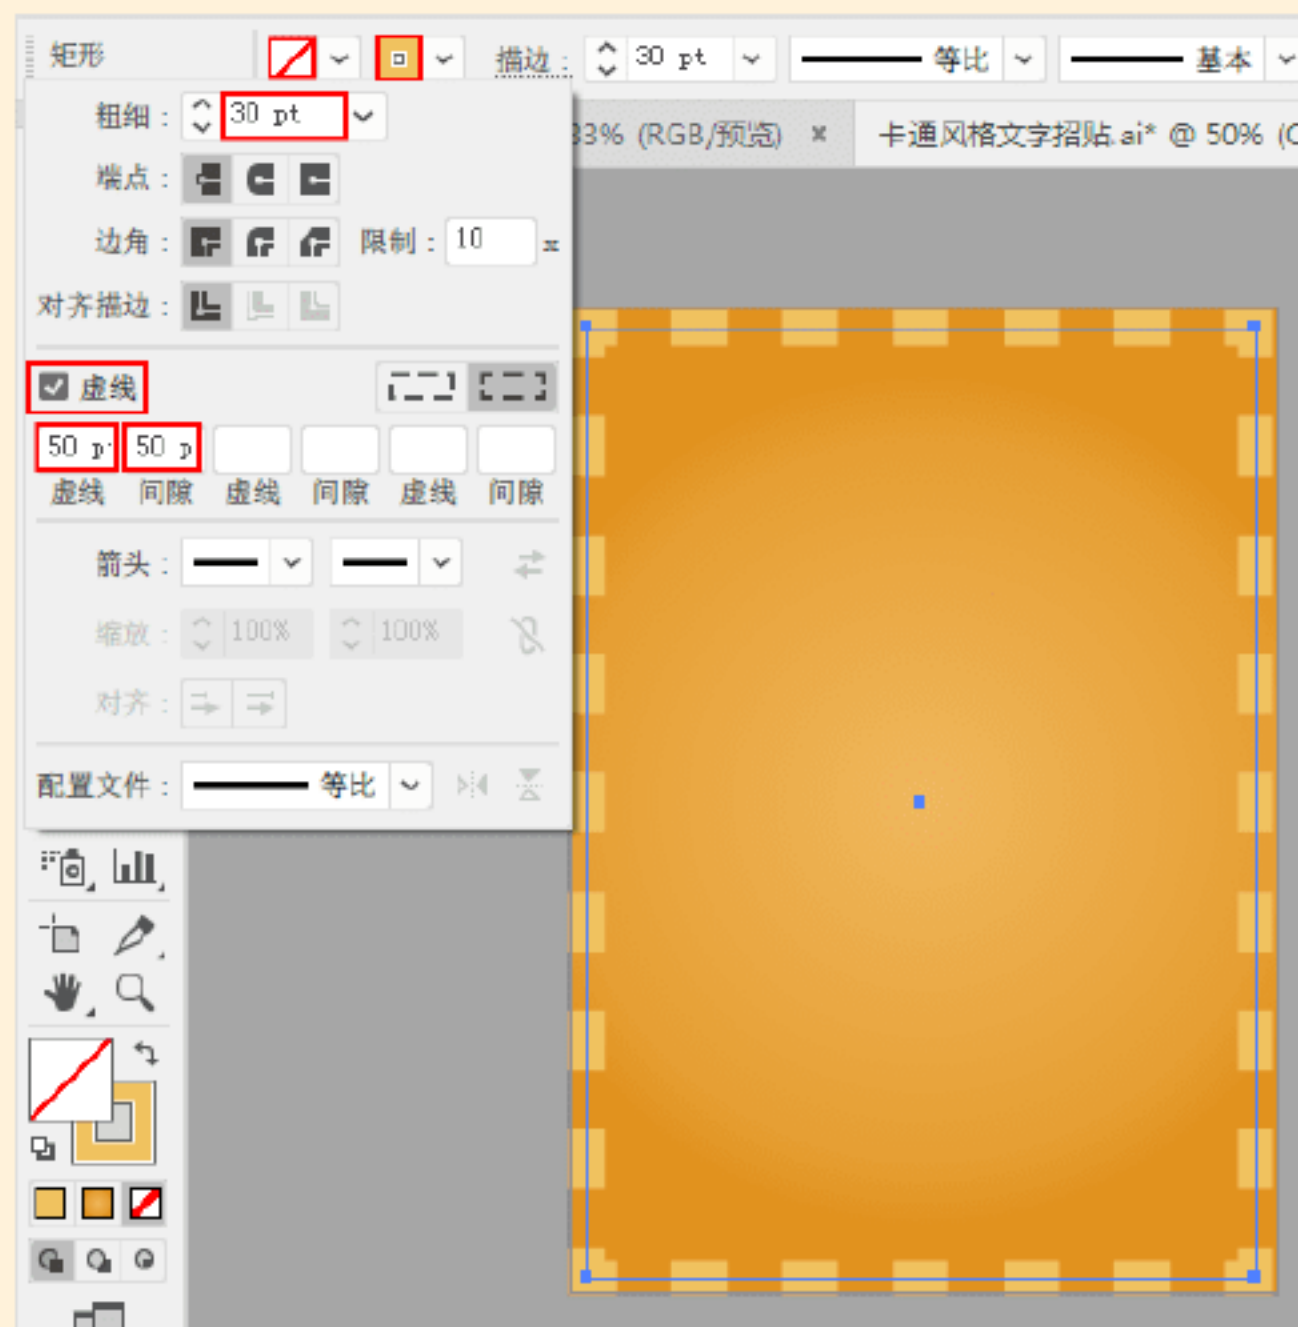 矩形 描边： 30 pt 等比 基本
粗细： 30 pt
33% (RGB/预览) × 卡通风格文字招贴.ai* @ 50% (C
端点：
边角： 限制： 10 x
对齐描边：
虚线
50 p 50 p
虚线 间隙 虚线 间隙 虚线 间隙
箭头：
缩放： 100% 100%
对齐：
配置文件： 等比